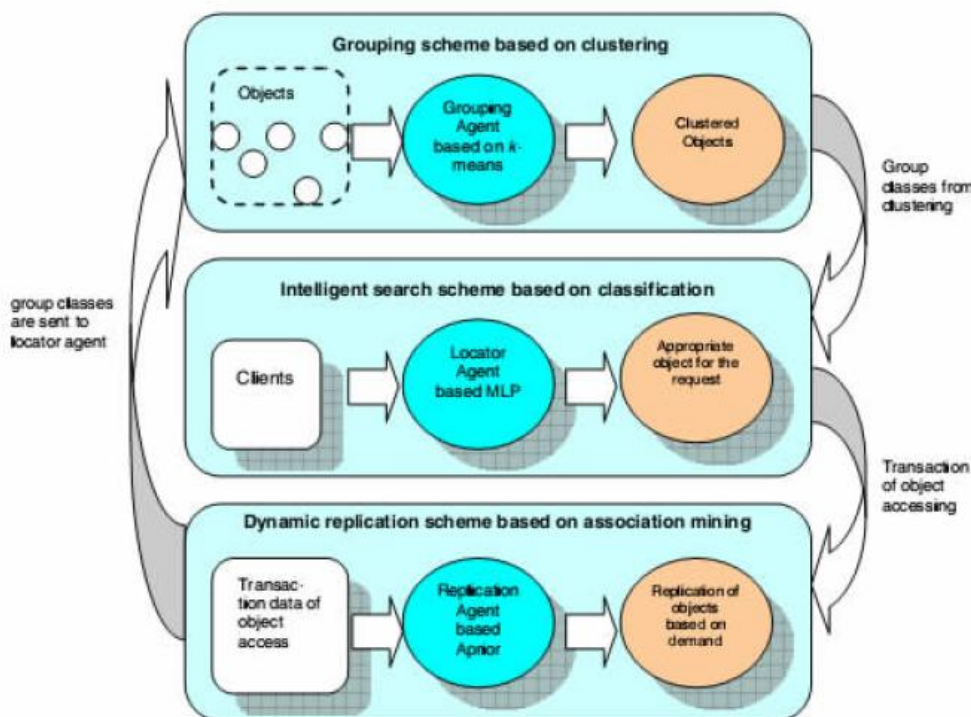 Grouping scheme based on clustering
Objects
Grouping
Agent
based on k-
means
Clustered
Objects
Group
classes from
clustering
Intelligent search scheme based on classification
group classes
are sent to
locator agent
Clients
Locator
Agent
based MLP
Appropriate
object for the
request
Transaction
of object
accessing
Dynamic replication scheme based on association mining
Transac-
tion data of
object
access
Replication
Agent
based
Aprior
Replication of
objects
based on
demand